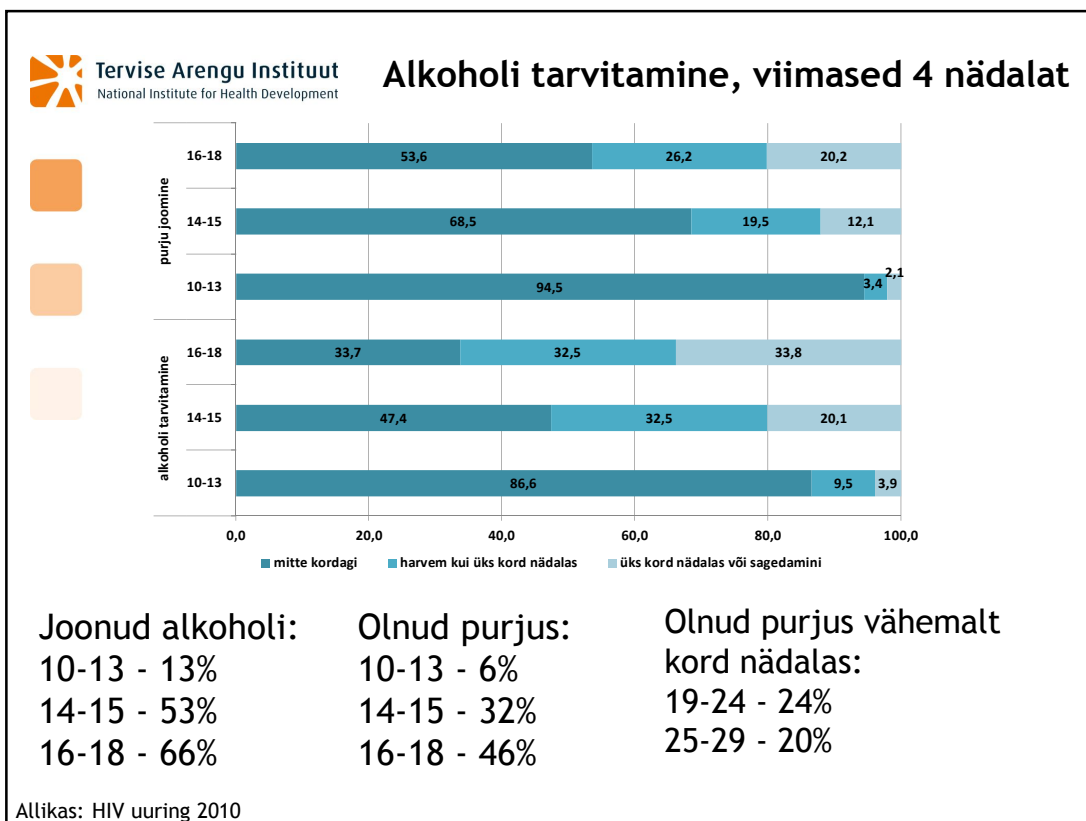 Tervise Arengu Instituut
National Institute for Health Development
Alkoholi tarvitamine, viimased 4 nädalat
purju joomine
16-18
53,6 26,2 20,2
14-15
68,5 19,5 12,1
10-13
94,5 3,4 2,1
alkoholi tarvitamine
16-18
33,7 32,5 33,8
14-15
47,4 32,5 20,1
10-13
86,6 9,5 3,9
0,0 20,0 40,0 60,0 80,0 100,0
mitte kordagi harvem kui üks kord nädalas üks kord nädalas või sagedamini
Joonud alkoholi:
10-13 - 13%
14-15 - 53%
16-18 - 66%
Olnud purjus:
10-13 - 6%
14-15 - 32%
16-18 - 46%
Olnud purjus vähemalt
kord nädalas:
19-24 - 24%
25-29 - 20%
Allikas: HIV uuring 2010